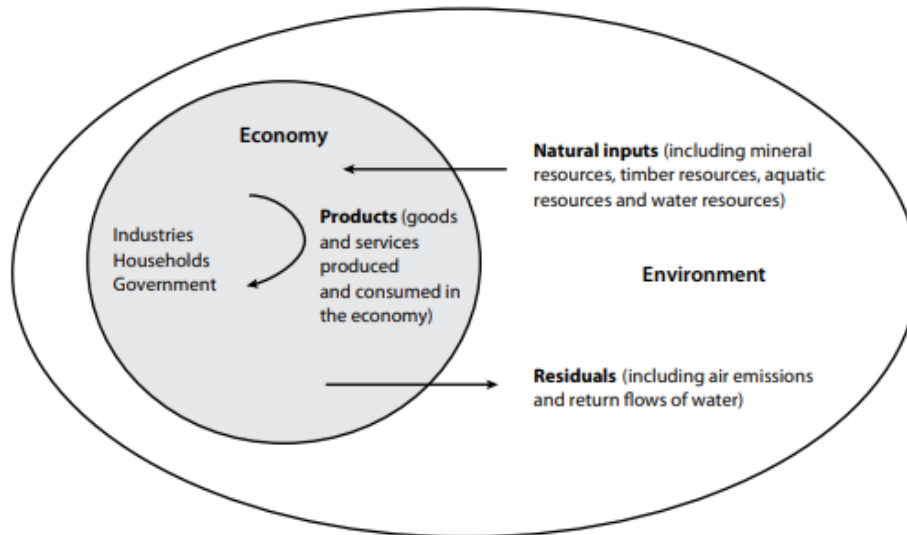 Economy
Natural inputs (including mineral
resources, timber resources, aquatic
resources and water resources)
Industries
Households
Government
Products (goods
and services
produced
and consumed in
the economy)
Environment
Residuals (including air emissions
and return flows of water)